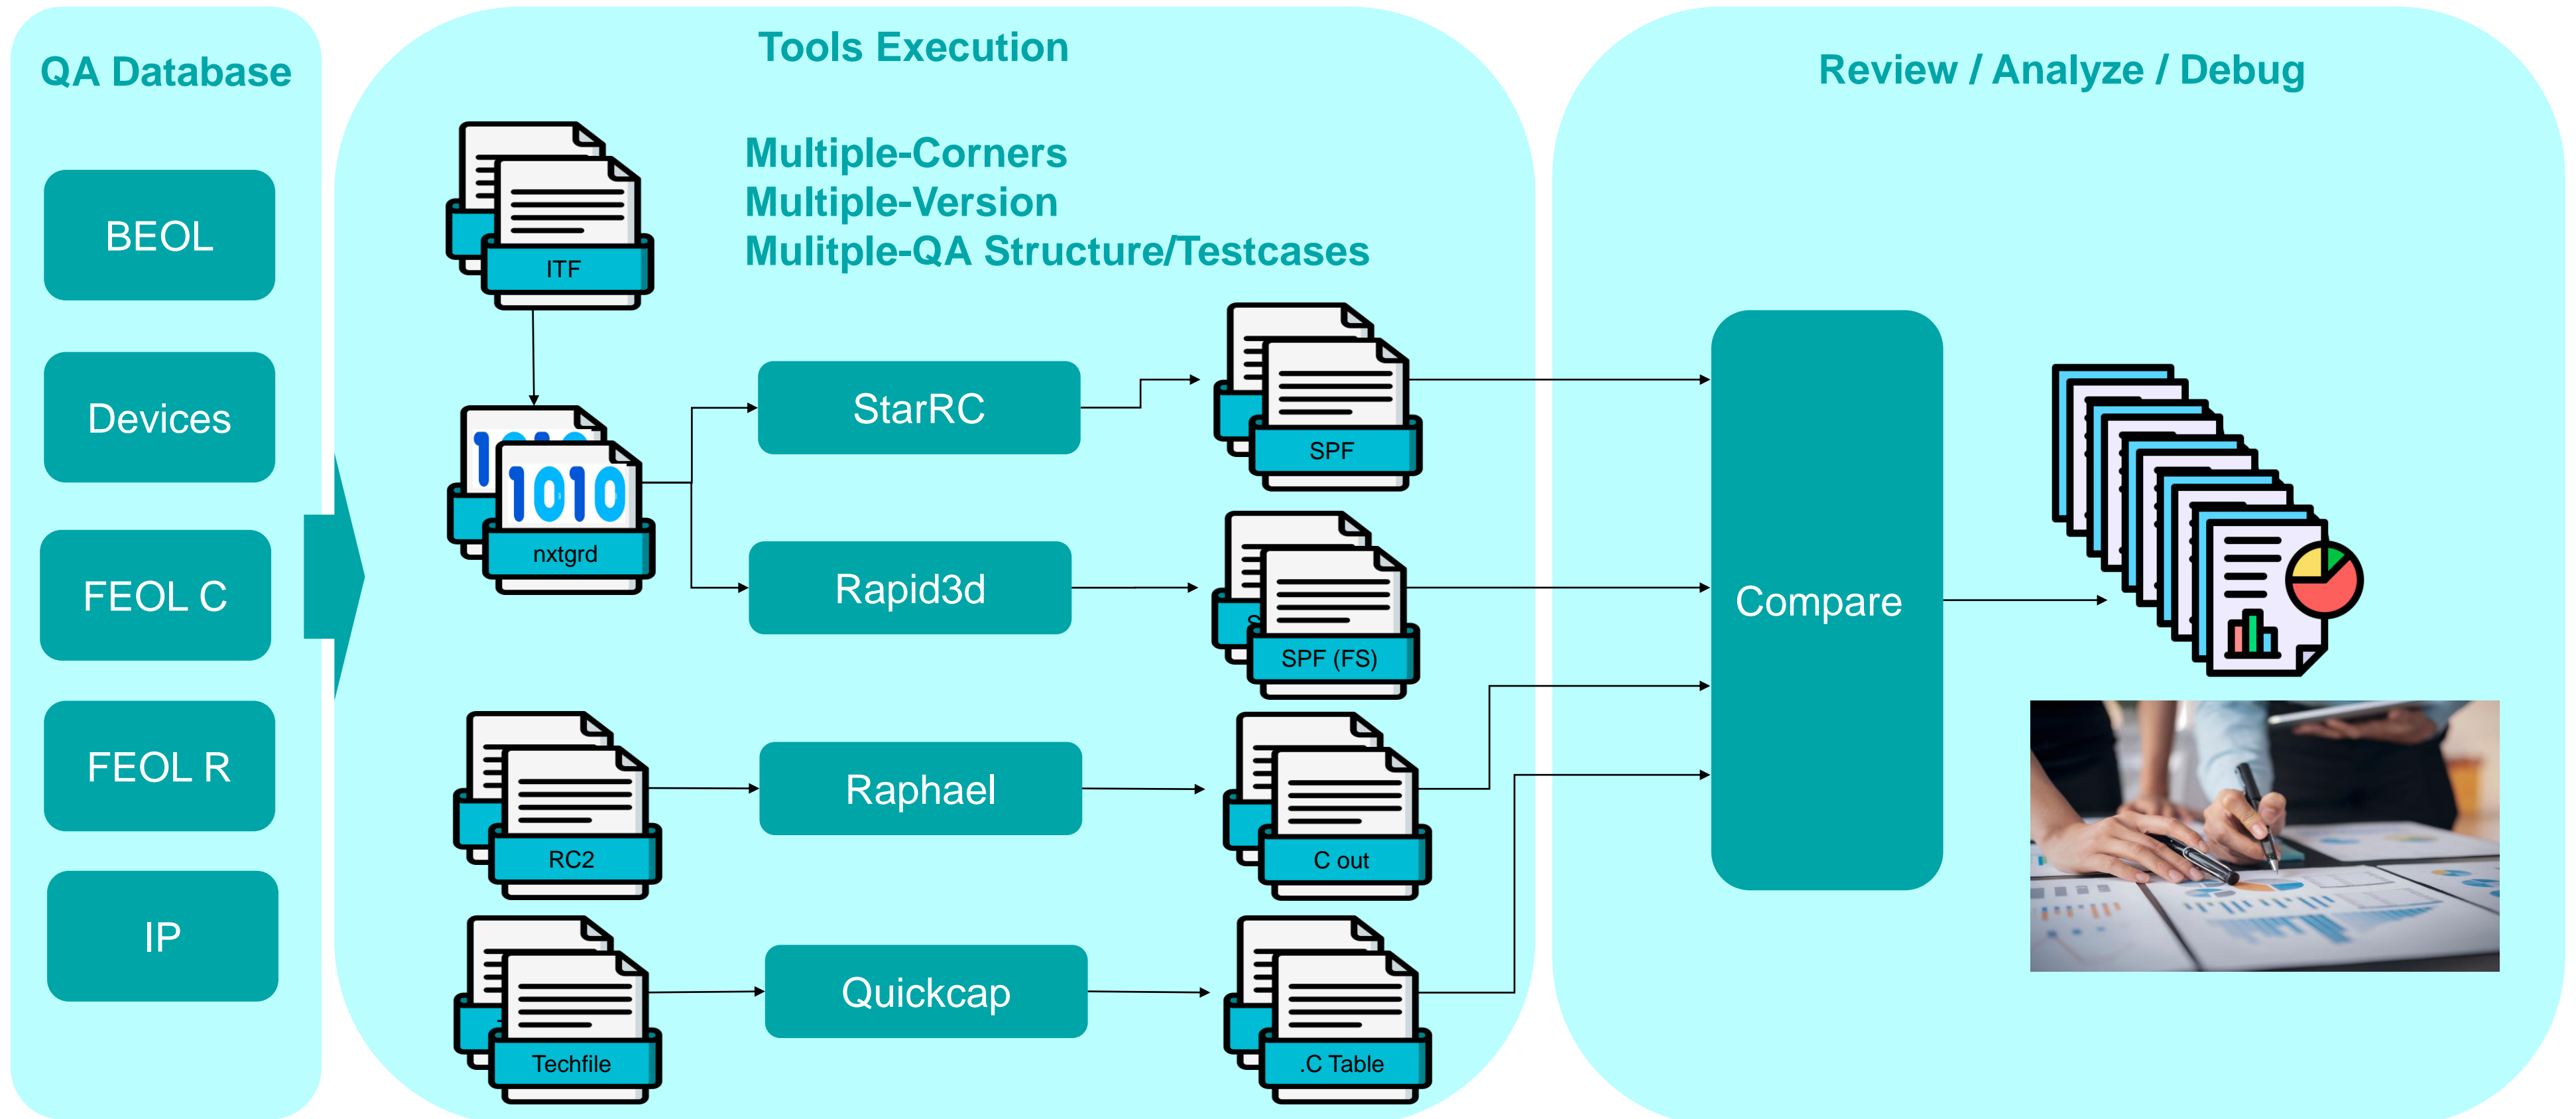 QA Database
BEOL
Devices
FEOL C
FEOL R
IP
Tools Execution
Multiple-Corners
Multiple-Version
Mulitple-QA Structure/Testcases
ITF
1010
nxtgrd
StarRC
SPF
Rapid3d
SPF (FS)
RC2
Raphael
C out
Techfile
Quickcap
.C Table
Review / Analyze / Debug
Compare